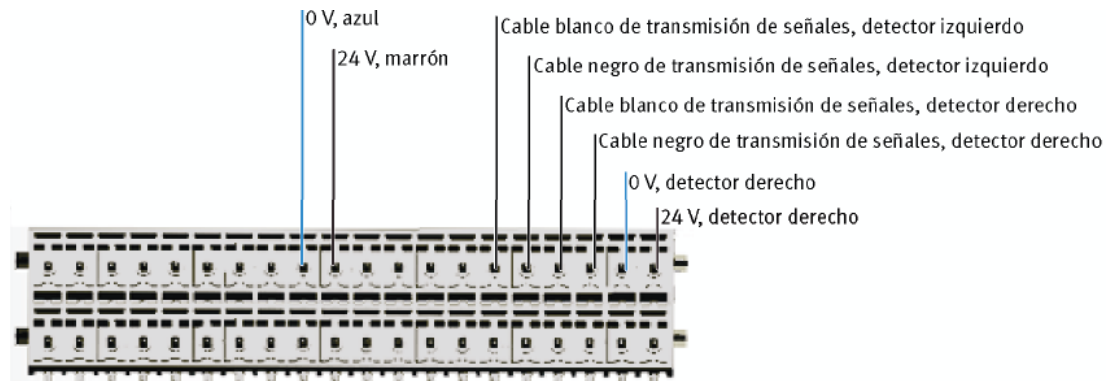 0 V, azul
Cable blanco de transmisión de señales, detector izquierdo
24 V, marrón
Cable negro de transmisión de señales, detector izquierdo
Cable blanco de transmisión de señales, detector derecho
Cable negro de transmisión de señales, detector derecho
0 V, detector derecho
24 V, detector derecho